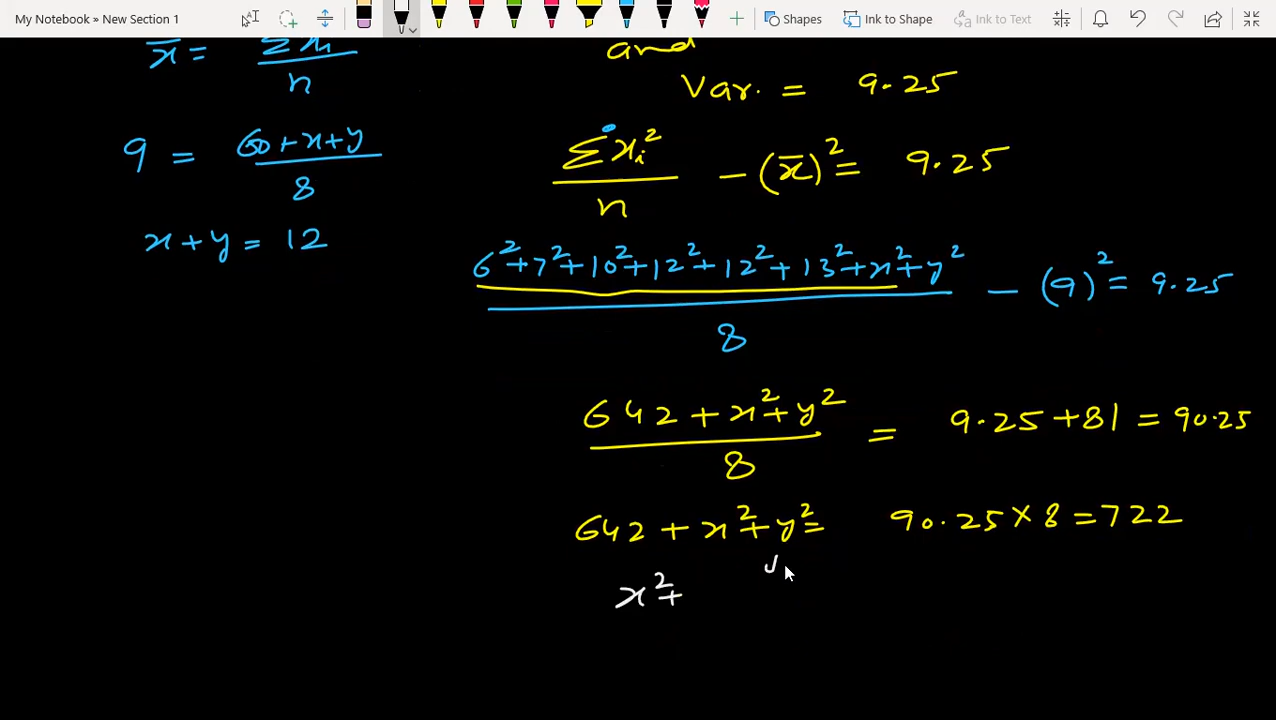 My Notebook » New Section 1
Shapes
Ink to Shape
Ink to Text
x̄ = Σxi / n
9 = 60+x+y / 8
x+y = 12
and
Var. = 9.25
Σxi² / n - (x̄)² = 9.25
6²+7²+10²+12²+12²+13²+x²+y² / 8 - (9)² = 9.25
642+x²+y² / 8 = 9.25+81 = 90.25
642+x²+y² = 90.25×8 = 722
x²+